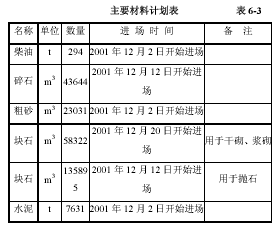 主要材料计划表 表 6-3
名称 单位 数量 进 场 时 间 备 注
柴油 t 294 2001 年 12 月 2 日开始进场
碎石 m³ 43644 2001 年 12 月 12 日开始进
场
粗砂 m³ 23031 2001 年 12 月 2 日开始进场
块石 m³ 58322 2001 年 12 月 20 日开始进
场 用于干砌、浆砌
块石 m³ 13589
5 2001 年 12 月 12 日开始进
场 用于抛石
水泥 t 7631 2001 年 12 月 2 日开始进场